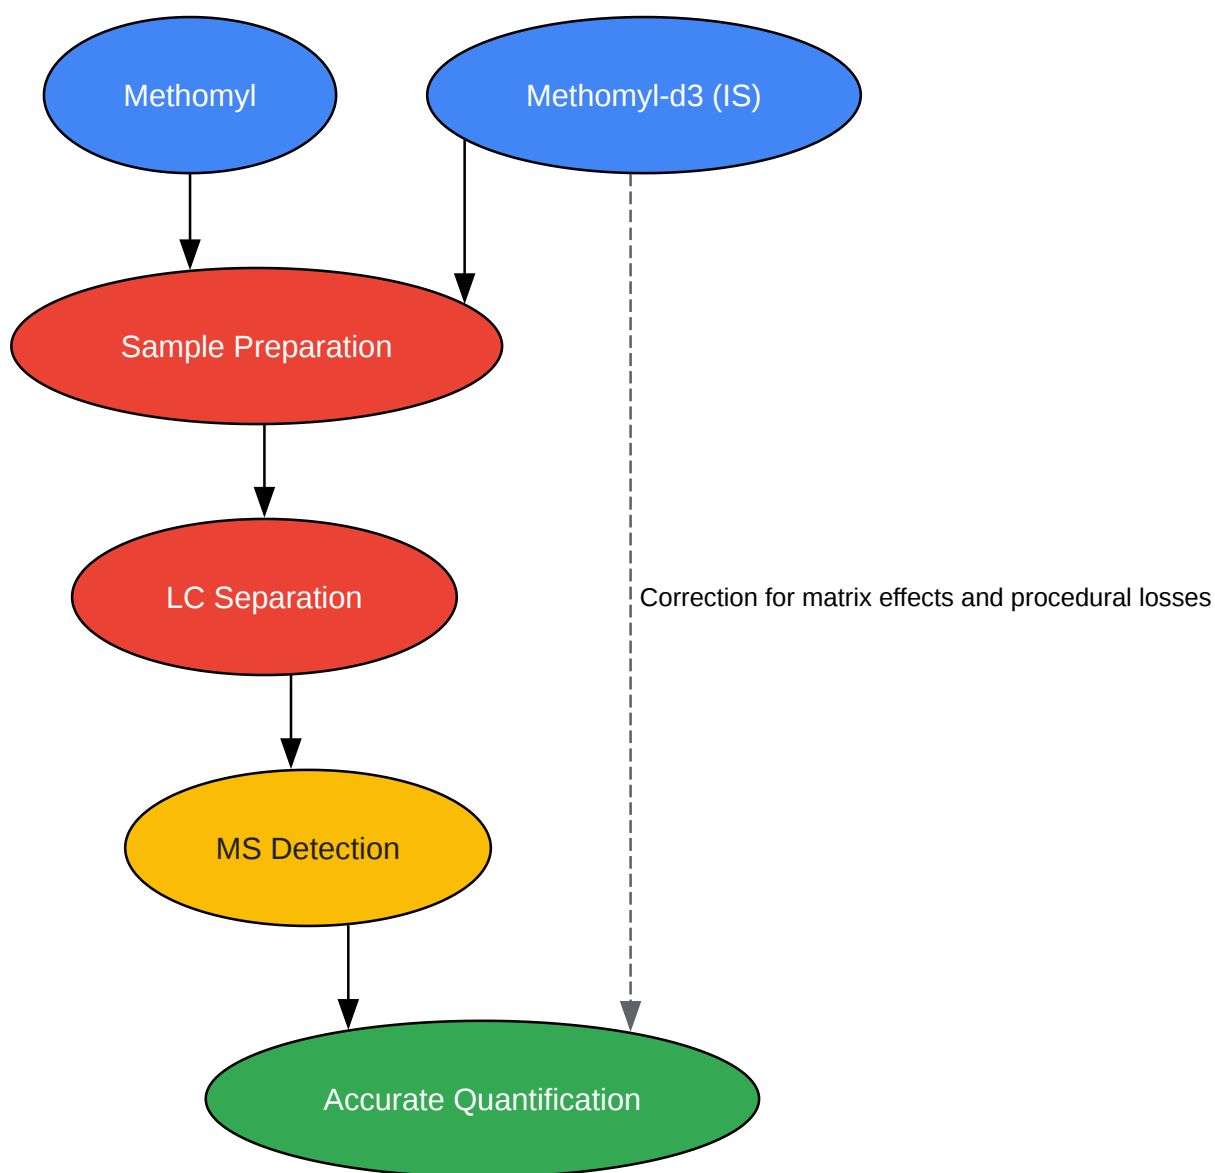 Methomyl
Methomyl-d3 (IS)
Sample Preparation
LC Separation
Correction for matrix effects and procedural losses
MS Detection
Accurate Quantification